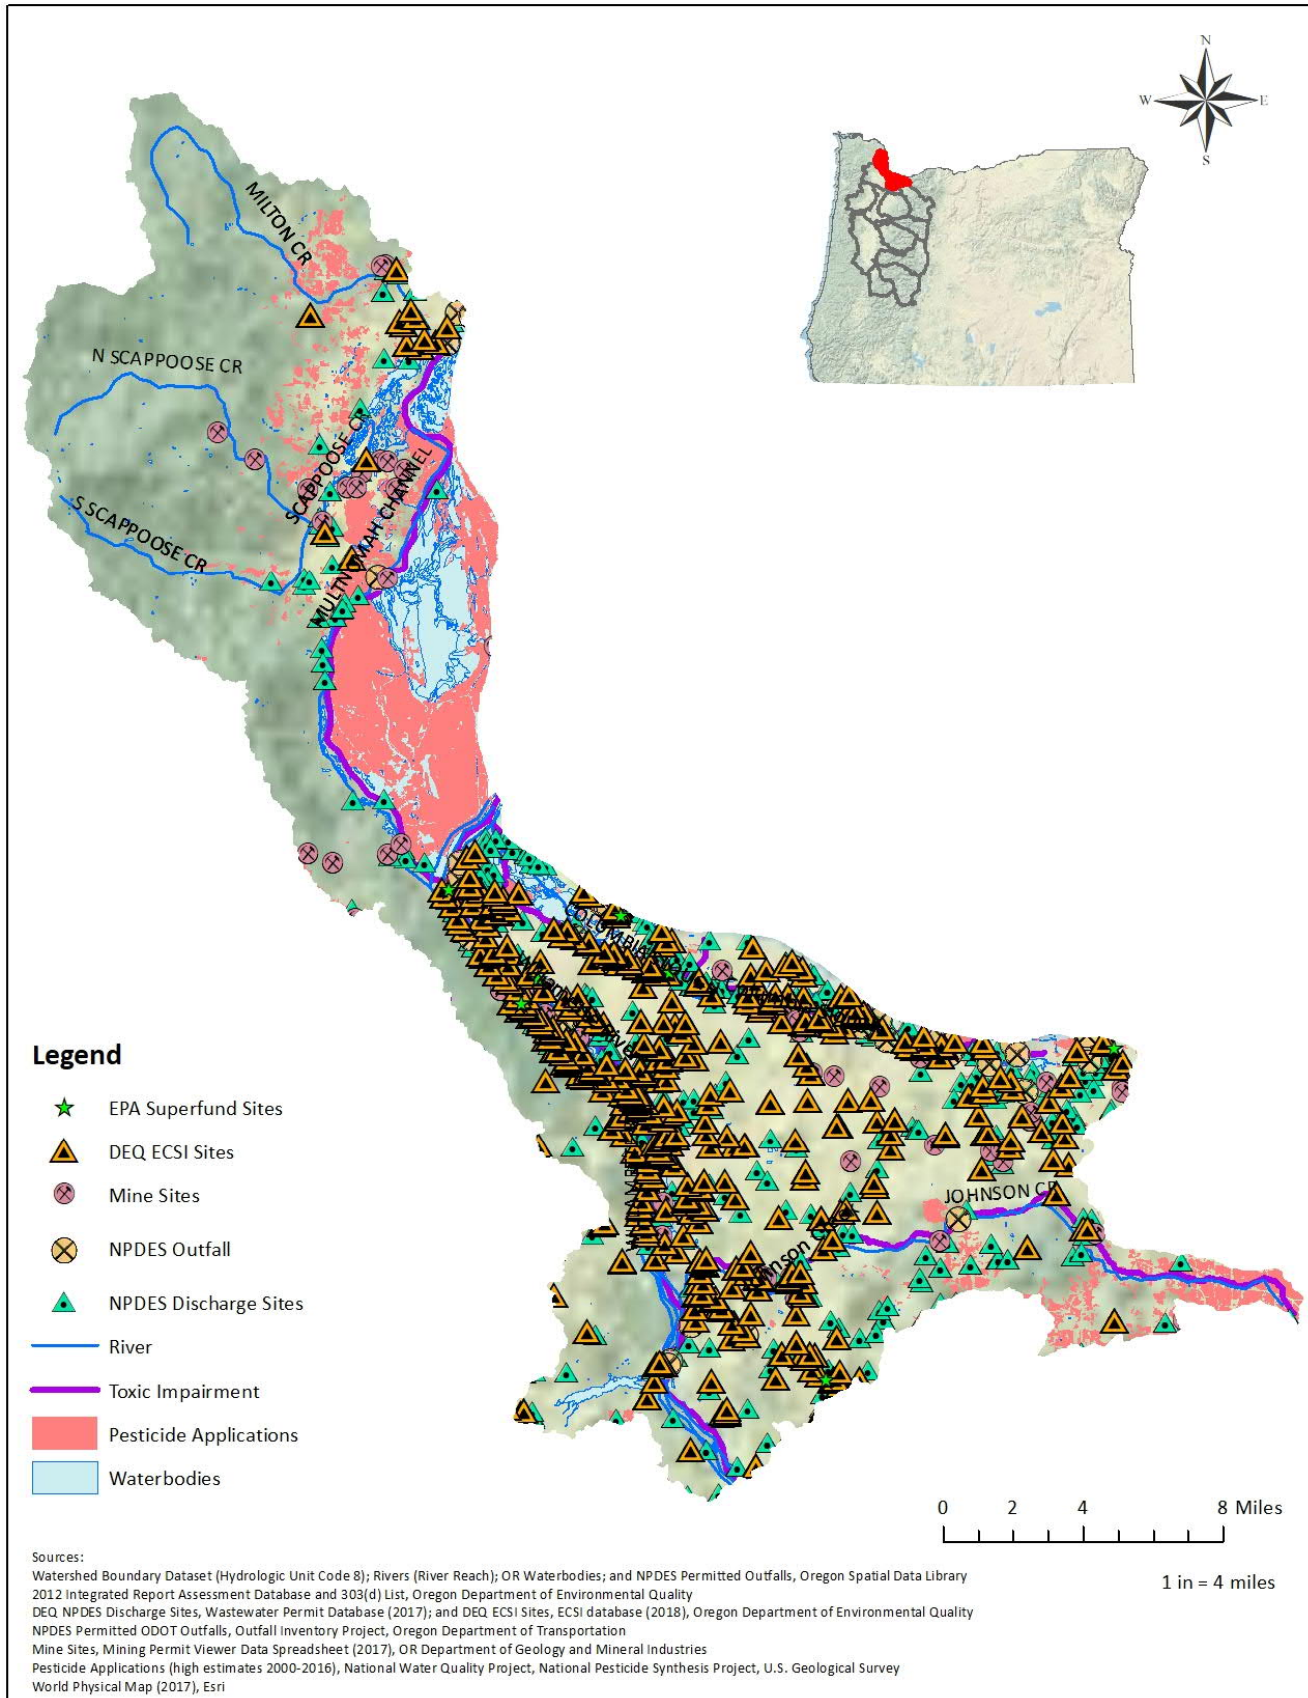 N
W E
S
MILTON CR
N SCAPPOOSE CR
SCAPPOOSE CR
S SCAPPOOSE CR
MULTNOMAH CHANNEL
COLUMBIA
Willamette River
JOHNSON CR
Johnson Creek
Legend
EPA Superfund Sites
DEQ ECSI Sites
Mine Sites
NPDES Outfall
NPDES Discharge Sites
River
Toxic Impairment
Pesticide Applications
Waterbodies
0 2 4 8 Miles
1 in = 4 miles
Sources:
Watershed Boundary Dataset (Hydrologic Unit Code 8); Rivers (River Reach); OR Waterbodies; and NPDES Permitted Outfalls, Oregon Spatial Data Library
2012 Integrated Report Assessment Database and 303(d) List, Oregon Department of Environmental Quality
DEQ NPDES Discharge Sites, Wastewater Permit Database (2017); and DEQ ECSI Sites, ECSI database (2018), Oregon Department of Environmental Quality
NPDES Permitted ODOT Outfalls, Outfall Inventory Project, Oregon Department of Transportation
Mine Sites, Mining Permit Viewer Data Spreadsheet (2017), OR Department of Geology and Mineral Industries
Pesticide Applications (high estimates 2000-2016), National Water Quality Project, National Pesticide Synthesis Project, U.S. Geological Survey
World Physical Map (2017), Esri